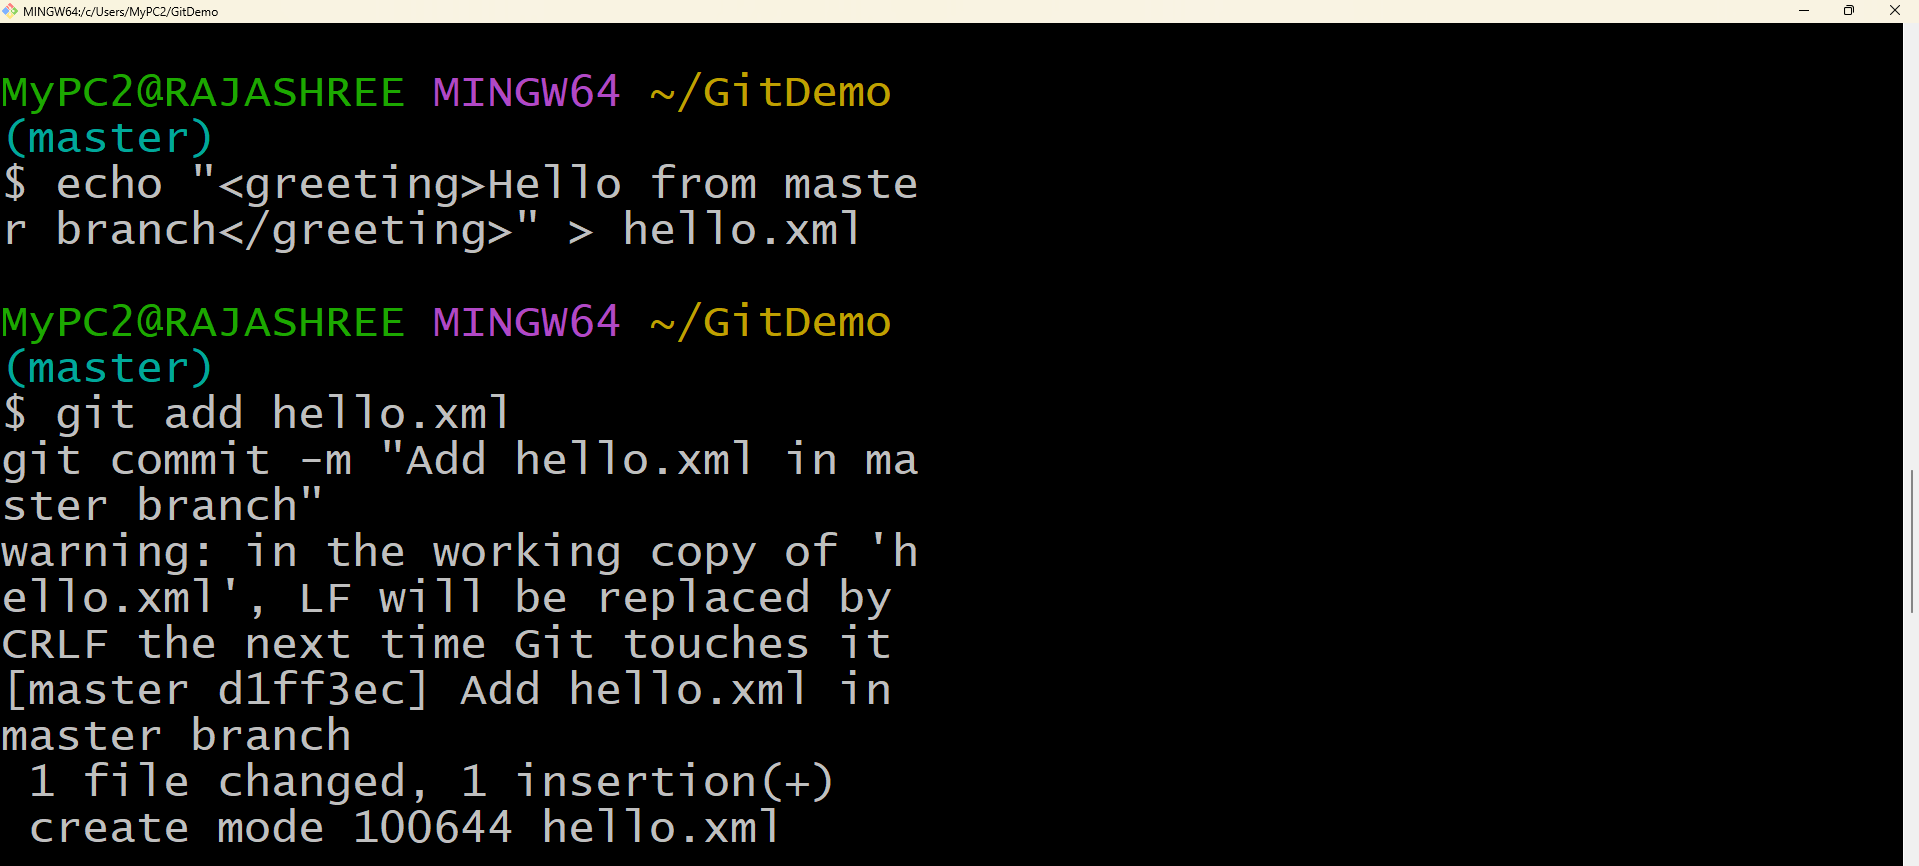 MINGW64:/c/Users/MyPC2/GitDemo
MyPC2@RAJASHREE MINGW64 ~/GitDemo
(master)
$ echo "<greeting>Hello from maste
r branch</greeting>" > hello.xml
MyPC2@RAJASHREE MINGW64 ~/GitDemo
(master)
$ git add hello.xml
git commit -m "Add hello.xml in ma
ster branch"
warning: in the working copy of 'h
ello.xml', LF will be replaced by
CRLF the next time Git touches it
[master d1ff3ec] Add hello.xml in
master branch
 1 file changed, 1 insertion(+)
 create mode 100644 hello.xml